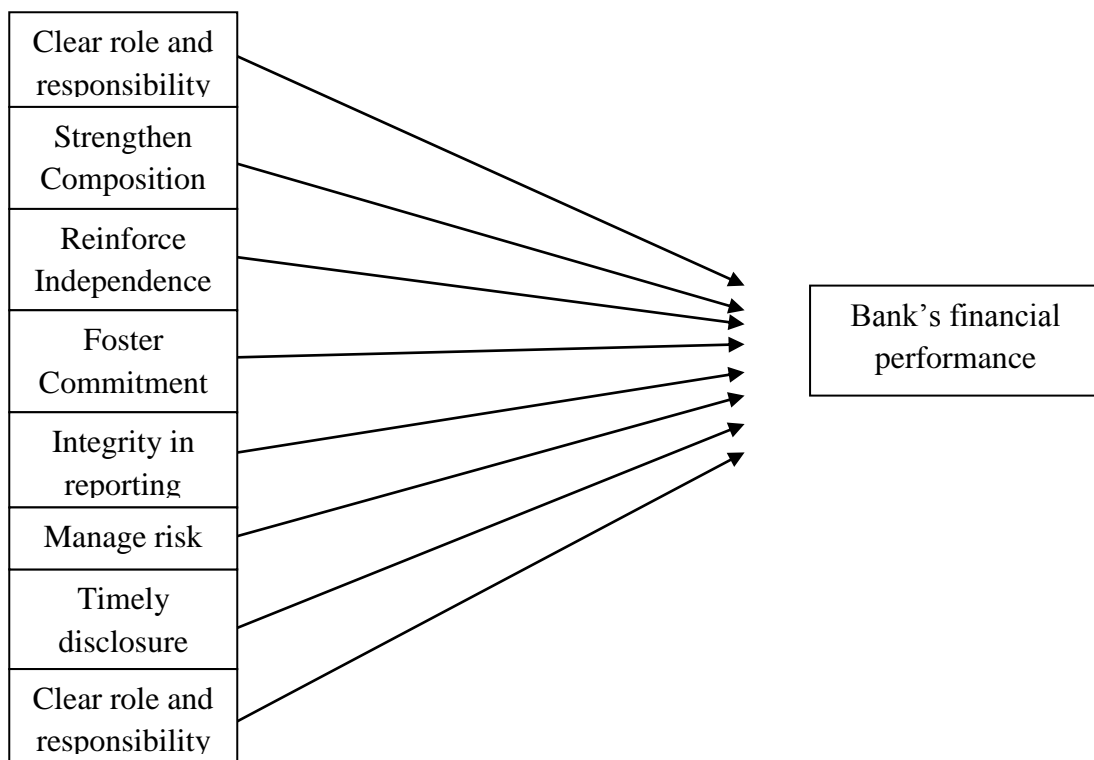 Clear role and
responsibility
Strengthen
Composition
Reinforce
Independence
Foster
Commitment
Integrity in
reporting
Manage risk
Timely
disclosure
Clear role and
responsibility
Bank’s financial
performance